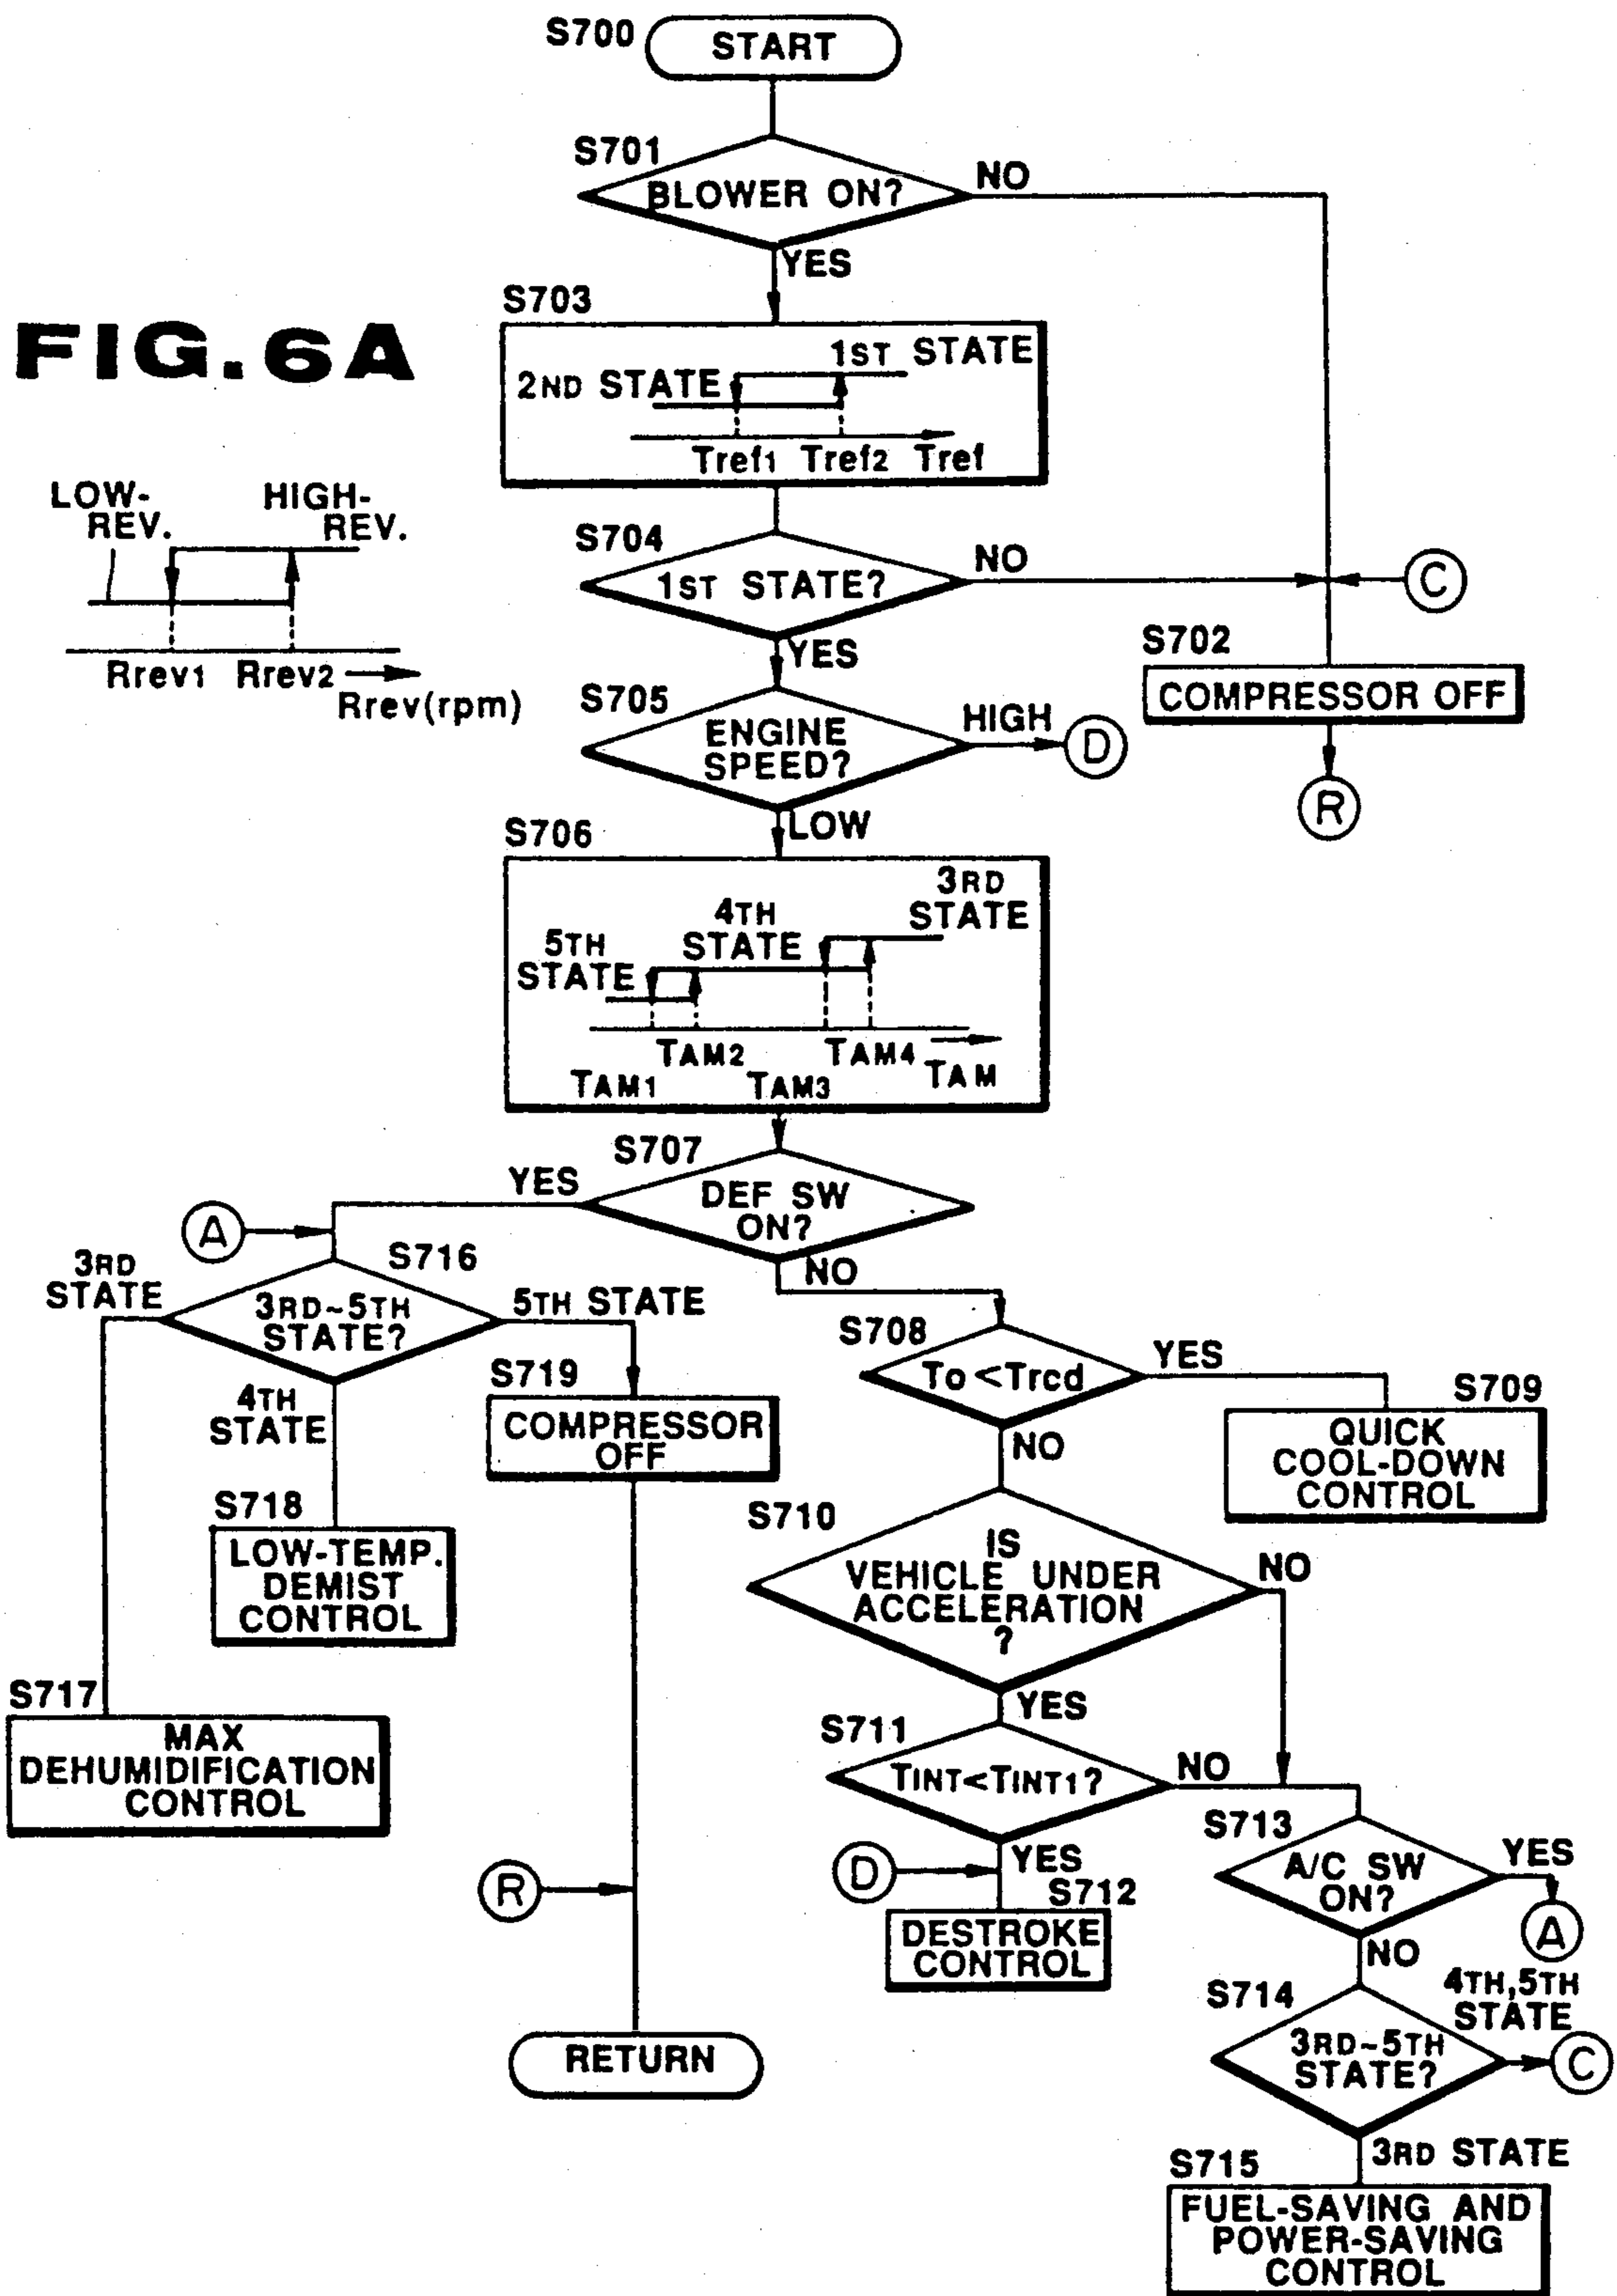 S700
START
S701
BLOWER ON?
NO
YES
S703
FIG.6A
1ST STATE
2ND STATE
Tref1 Tref2 Tref
LOW-
REV.
HIGH-
REV.
Rrev1 Rrev2
Rrev(rpm)
S704
1ST STATE?
NO
C
YES
S702
COMPRESSOR OFF
R
S705
ENGINE
SPEED?
HIGH
D
LOW
S706
3RD
STATE
4TH
STATE
5TH
STATE
TAM2 TAM4 TAM
TAM1 TAM3
S707
DEF SW
ON?
YES
NO
A
S716
3RD~5TH
STATE?
3RD
STATE
5TH STATE
4TH
STATE
S719
COMPRESSOR
OFF
S708
To<Trcd
YES
NO
S709
QUICK
COOL-DOWN
CONTROL
S718
LOW-TEMP.
DEMIST
CONTROL
S710
IS
VEHICLE UNDER
ACCELERATION
?
NO
YES
S717
MAX
DEHUMIDIFICATION
CONTROL
S711
TINT<TINT1?
NO
YES
D
S712
DESTROKE
CONTROL
S713
A/C SW
ON?
YES
A
NO
R
S714
3RD~5TH
STATE?
4TH,5TH
STATE
C
3RD STATE
RETURN
S715
FUEL-SAVING AND
POWER-SAVING
CONTROL